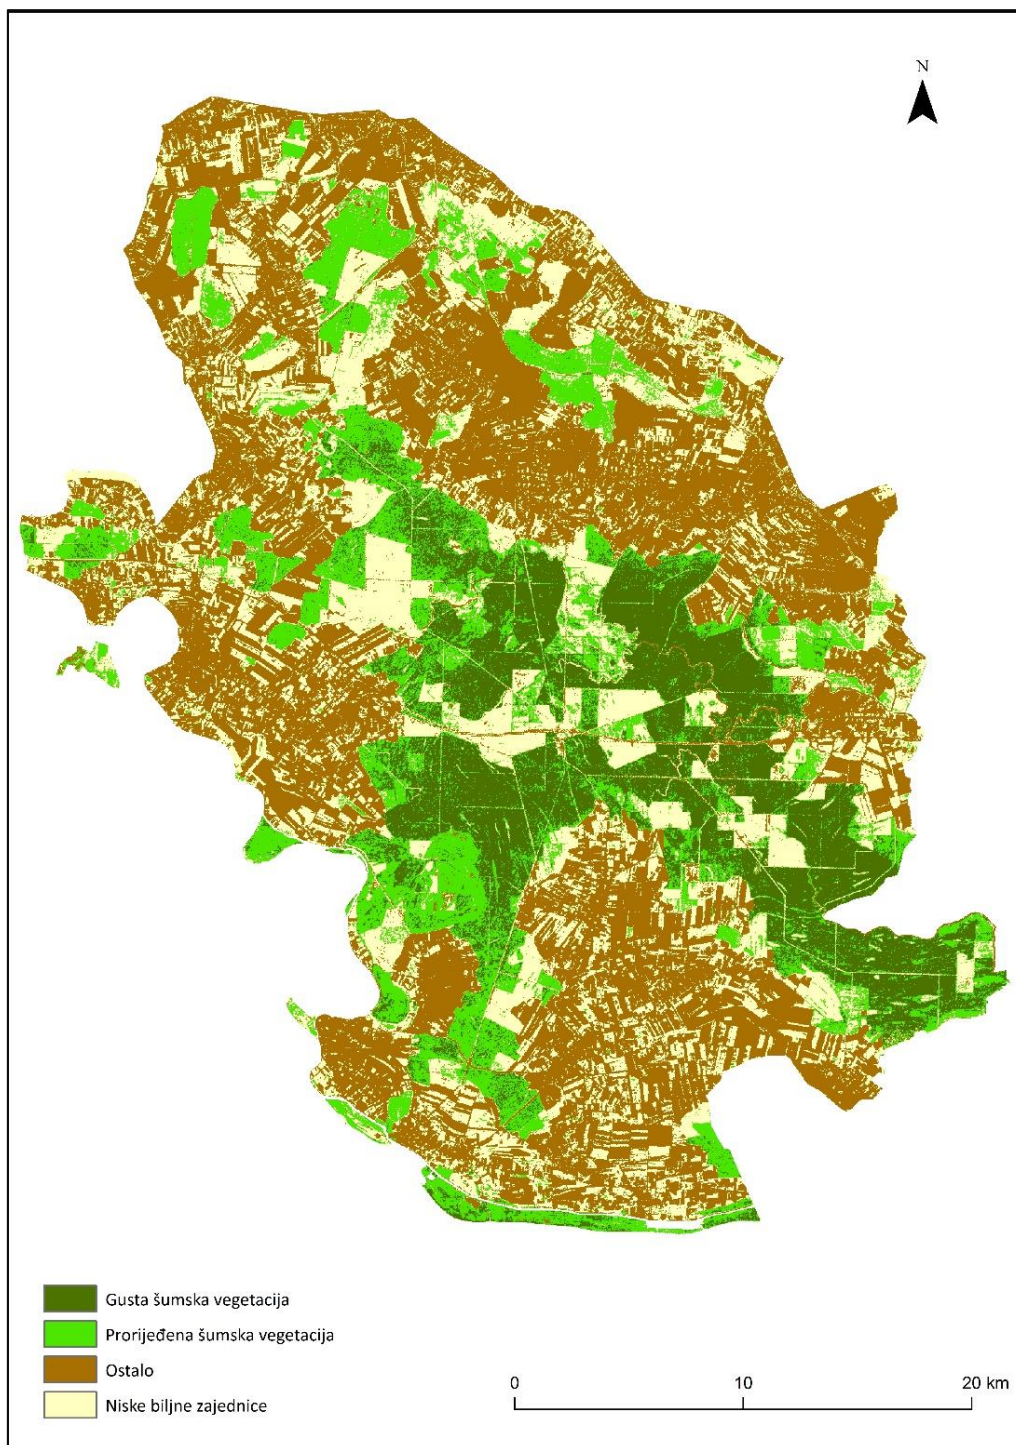 N
Gusta šumska vegetacija
Prorijeđena šumska vegetacija
Ostalo
Niske biljne zajednice
0 10 20 km